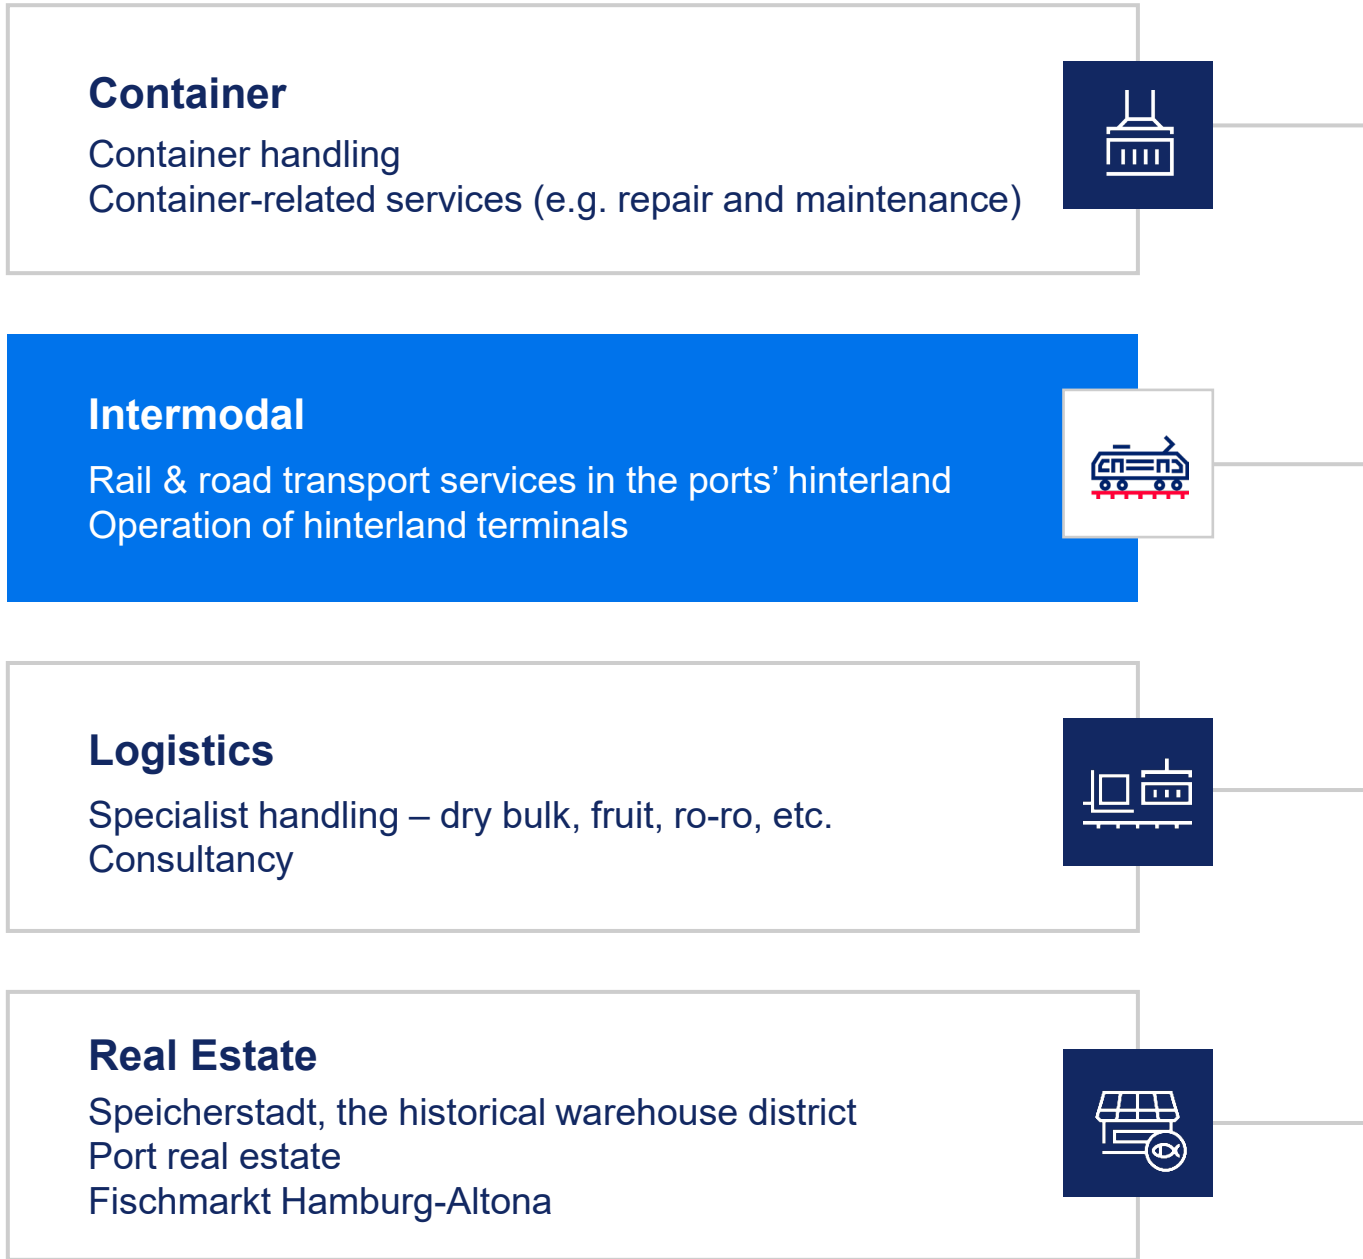 Container
Container handling
Container-related services (e.g. repair and maintenance)
Intermodal
Rail & road transport services in the ports’ hinterland
Operation of hinterland terminals
Logistics
Specialist handling – dry bulk, fruit, ro-ro, etc.
Consultancy
Real Estate
Speicherstadt, the historical warehouse district
Port real estate
Fischmarkt Hamburg-Altona